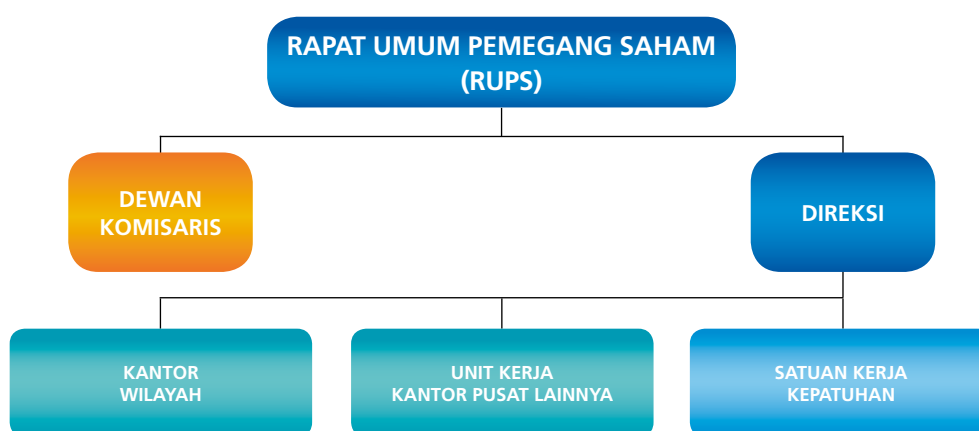 RAPAT UMUM PEMEGANG SAHAM
(RUPS)
DEWAN
KOMISARIS
DIREKSI
KANTOR
WILAYAH
UNIT KERJA
KANTOR PUSAT LAINNYA
SATUAN KERJA
KEPATUHAN